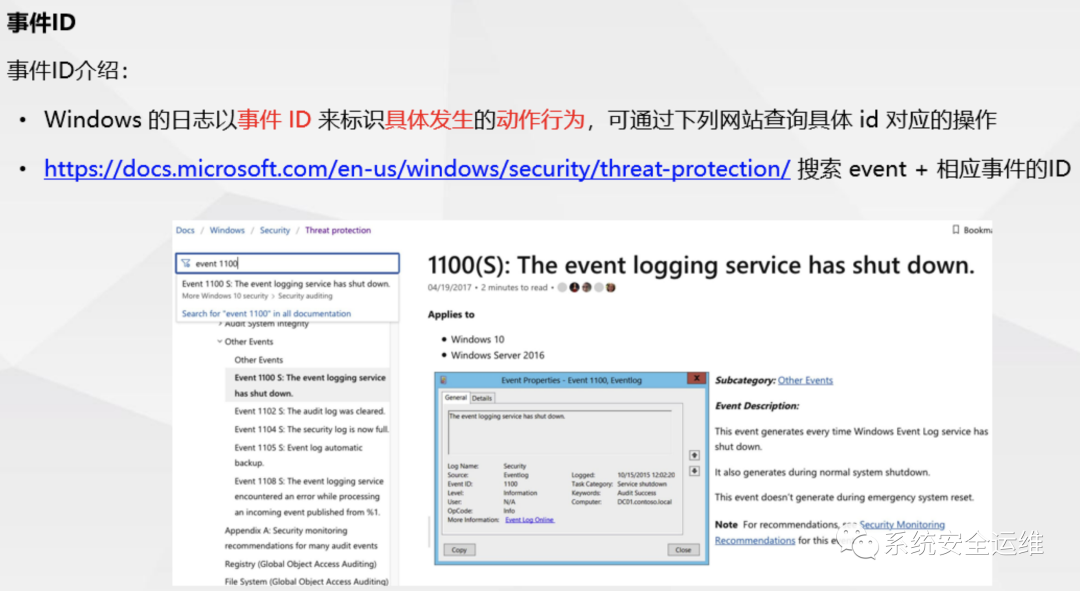 事件ID
事件ID介绍：
• Windows 的日志以事件 ID 来标识具体发生的动作行为，可通过下列网站查询具体 id 对应的操作
• https://docs.microsoft.com/en-us/windows/security/threat-protection/ 搜索 event + 相应事件的ID
Docs / Windows / Security / Threat protection
event 1100
Event 1100 S: The event logging service has shut down.
More Windows 10 security > Security auditing
Search for "event 1100" in all documentation
Audit System Integrity
Other Events
Other Events
Event 1100 S: The event logging service
has shut down.
Event 1102 S: The audit log was cleared.
Event 1104 S: The security log is now full.
Event 1105 S: Event log automatic
backup.
Event 1108 S: The event logging service
encountered an error while processing
an incoming event published from %1.
Appendix A: Security monitoring
recommendations for many audit events
Registry (Global Object Access Auditing)
File System (Global Object Access Auditing)
Bookm
1100(S): The event logging service has shut down.
04/19/2017 • 2 minutes to read •
Applies to
• Windows 10
• Windows Server 2016
Event Properties - Event 1100, Eventlog
General Details
The event logging service has shut down.
Log Name: Security
Source: Eventlog Logged: 10/15/2015 12:02:20
Event ID: 1100 Task Category: Service shutdown
Level: Information Keywords: Audit Success
User: N/A Computer: DC01.contoso.local
OpCode: Info
More Information: Event Log Online
Copy Close
Subcategory: Other Events
Event Description:
This event generates every time Windows Event Log service has
shut down.
It also generates during normal system shutdown.
This event doesn't generate during emergency system reset.
Note For recommendations, Security Monitoring
Recommendations for this
系统安全运维